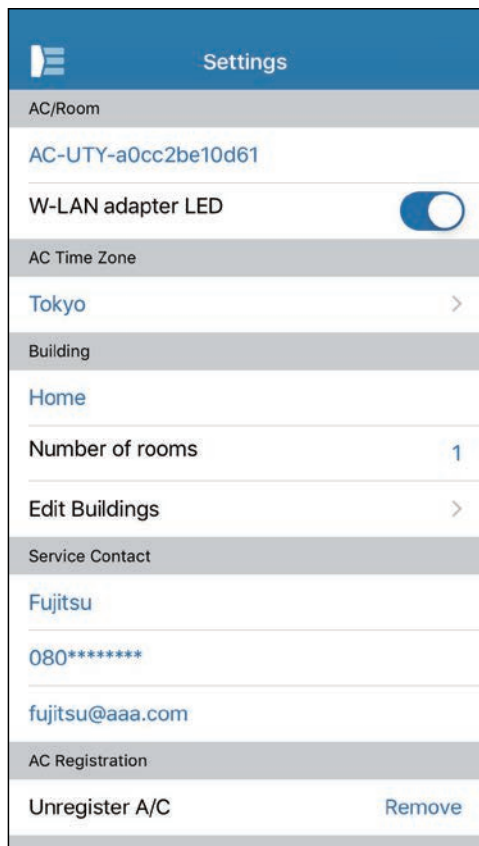 Settings
AC/Room
AC-UTY-a0cc2be10d61
W-LAN adapter LED
AC Time Zone
Tokyo
Building
Home
Number of rooms 1
Edit Buildings
Service Contact
Fujitsu
080********
fujitsu@aaa.com
AC Registration
Unregister A/C Remove